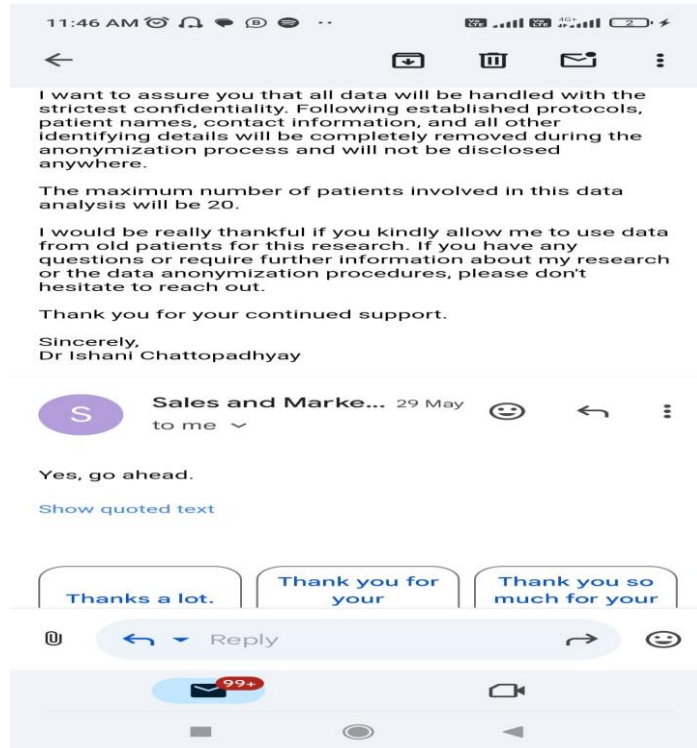 11:46 AM
2
I want to assure you that all data will be handled with the
strictest confidentiality. Following established protocols,
patient names, contact information, and all other
identifying details will be completely removed during the
anonymization process and will not be disclosed
anywhere.
The maximum number of patients involved in this data
analysis will be 20.
I would be really thankful if you kindly allow me to use data
from old patients for this research. If you have any
questions or require further information about my research
or the data anonymization procedures, please don't
hesitate to reach out.
Thank you for your continued support.
Sincerely,
Dr Ishani Chattopadhyay
S
Sales and Marke... 29 May
to me
Yes, go ahead.
Show quoted text
Thanks a lot.
Thank you for
your
Thank you so
much for your
Reply
99+